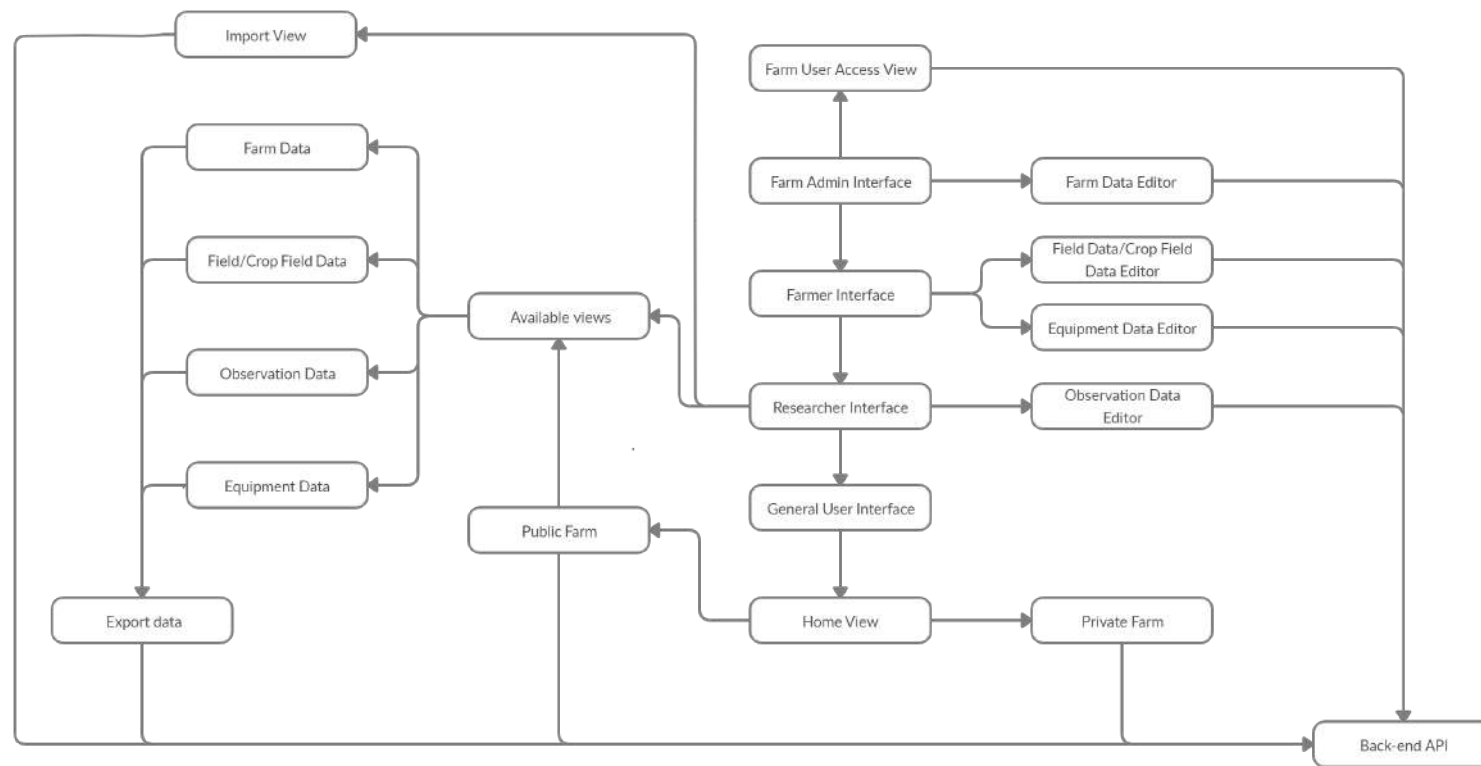 Import View
Farm User Access View
Farm Data
Farm Admin Interface
Farm Data Editor
Field/Crop Field Data
Field Data/Crop Field
Data Editor
Farmer Interface
Available views
Equipment Data Editor
Observation Data
Researcher Interface
Observation Data
Editor
Equipment Data
General User Interface
Public Farm
Export data
Home View
Private Farm
Back-end API